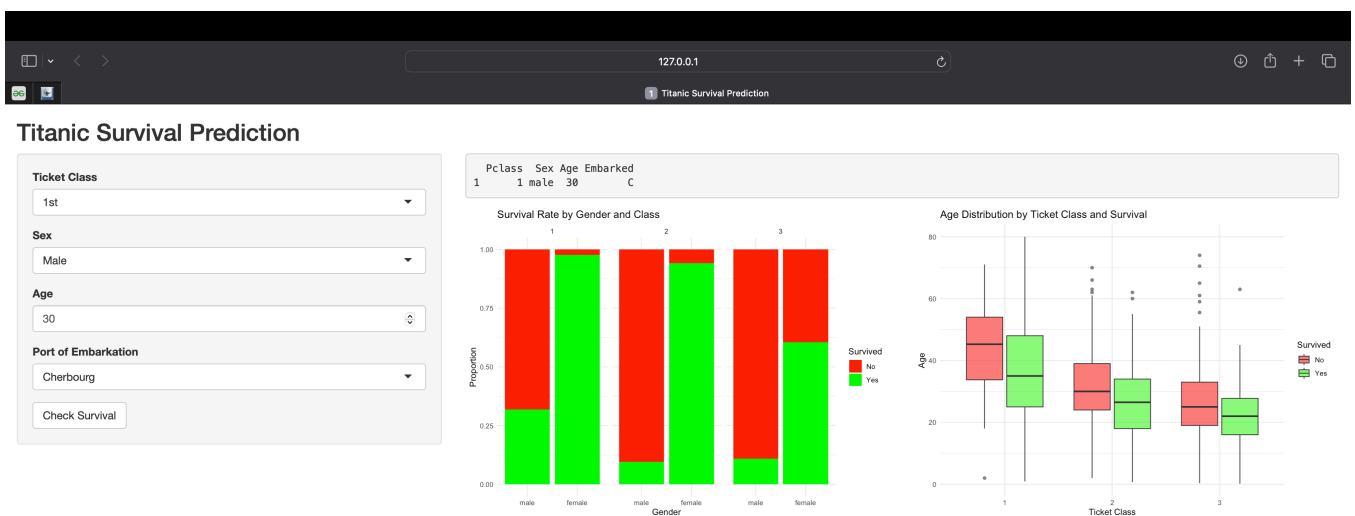 127.0.0.1
1 Titanic Survival Prediction
Titanic Survival Prediction
Ticket Class
1st
Sex
Male
Age
30
Port of Embarkation
Cherbourg
Check Survival
Pclass Sex Age Embarked
1 1 male 30 C
Survival Rate by Gender and Class
1 2 3
1.00
0.75
0.50
0.25
0.00
Proportion
male female male female male female
Gender
Survived
No
Yes
Age Distribution by Ticket Class and Survival
80
60
40
20
0
Age
1 2 3
Ticket Class
Survived
No
Yes